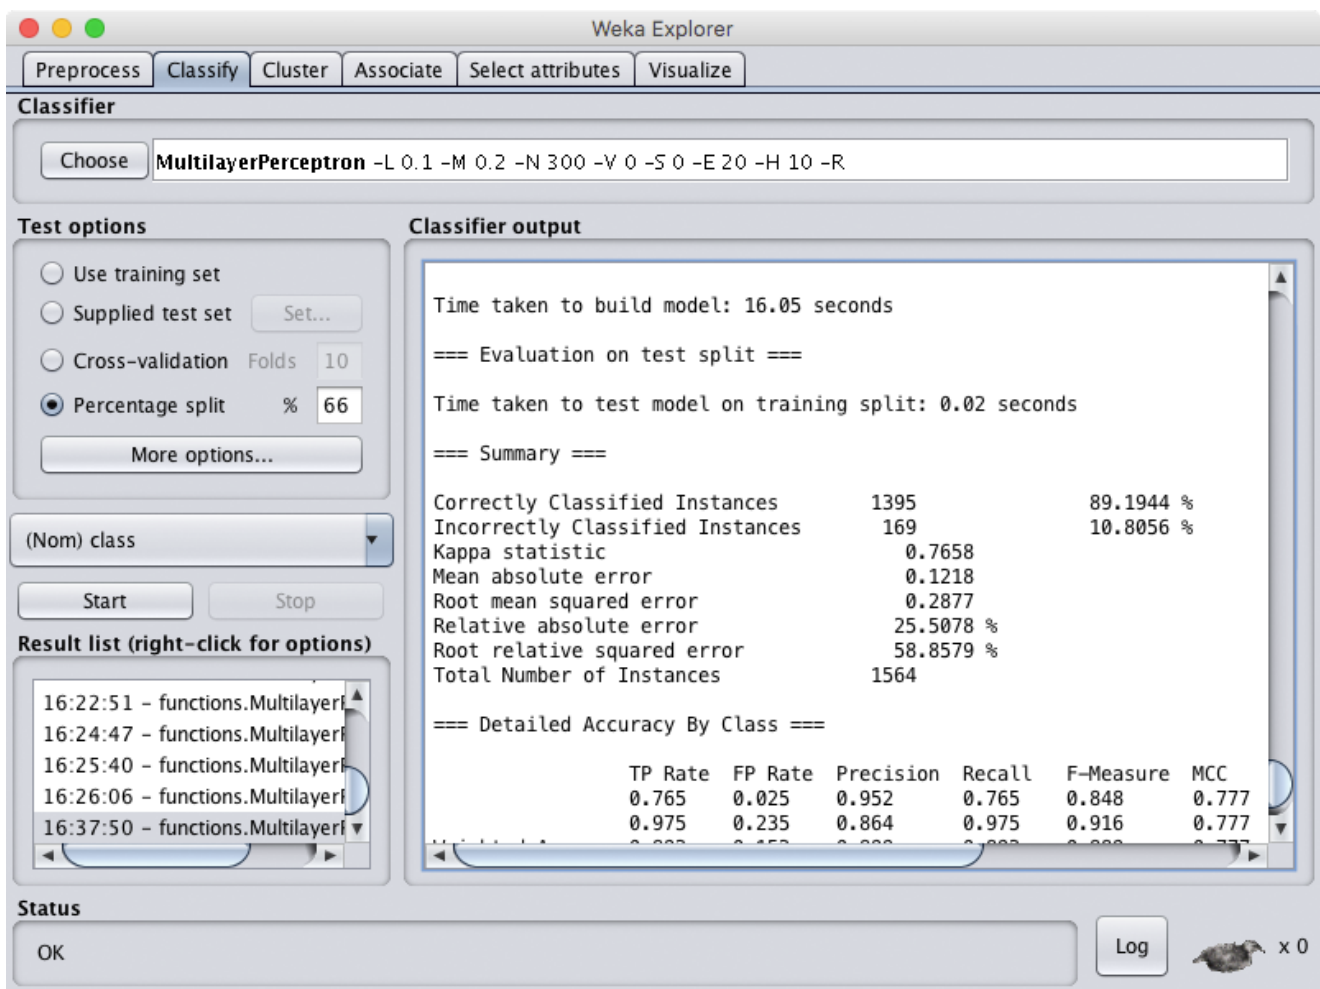 Weka Explorer
Preprocess Classify Cluster Associate Select attributes Visualize
Classifier
Choose MultilayerPerceptron -L 0.1 -M 0.2 -N 300 -V 0 -S 0 -E 20 -H 10 -R
Test options
Use training set
Supplied test set Set...
Cross-validation Folds 10
Percentage split % 66
More options...
(Nom) class
Start Stop
Result list (right-click for options)
16:22:51 - functions.Multilayer
16:24:47 - functions.Multilayer
16:25:40 - functions.Multilayer
16:26:06 - functions.Multilayer
16:37:50 - functions.Multilayer
Classifier output
Time taken to build model: 16.05 seconds
=== Evaluation on test split ===
Time taken to test model on training split: 0.02 seconds
=== Summary ===
Correctly Classified Instances 1395 89.1944 %
Incorrectly Classified Instances 169 10.8056 %
Kappa statistic 0.7658
Mean absolute error 0.1218
Root mean squared error 0.2877
Relative absolute error 25.5078 %
Root relative squared error 58.8579 %
Total Number of Instances 1564
=== Detailed Accuracy By Class ===
TP Rate FP Rate Precision Recall F-Measure MCC
0.765 0.025 0.952 0.765 0.848 0.777
0.975 0.235 0.864 0.975 0.916 0.777
Status
OK
Log
x 0